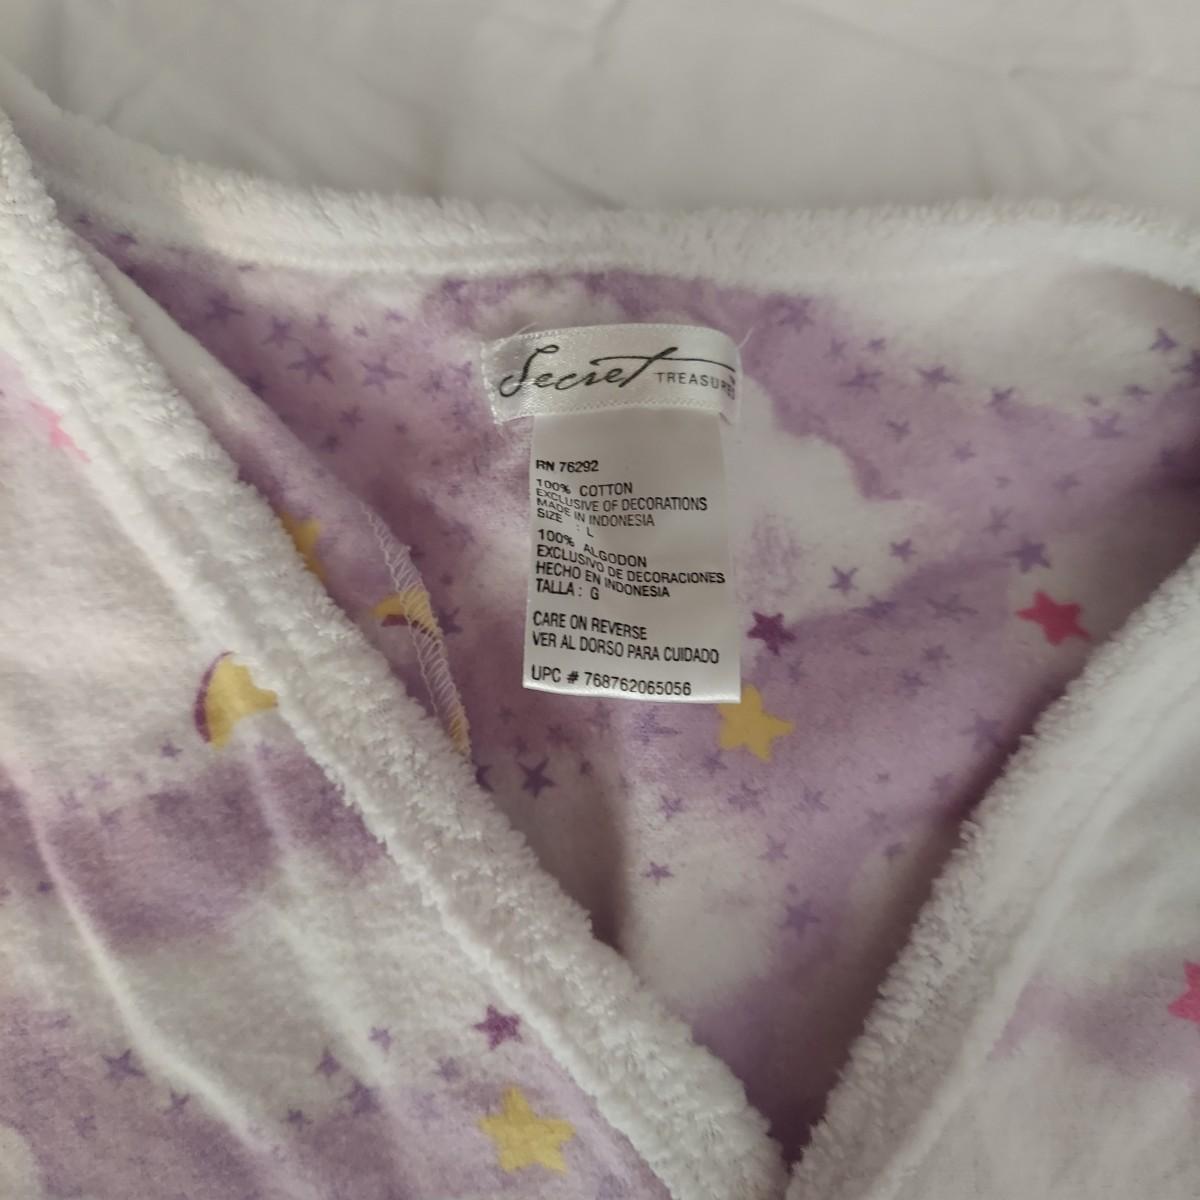 Secret TREASURES™
RN 76292
100% COTTON
EXCLUSIVE OF DECORATIONS
MADE IN INDONESIA
SIZE : L
100% ALGODON
EXCLUSIVO DE DECORACIONES
HECHO EN INDONESIA
TALLA : G
CARE ON REVERSE
VER AL DORSO PARA CUIDADO
UPC # 768762065056